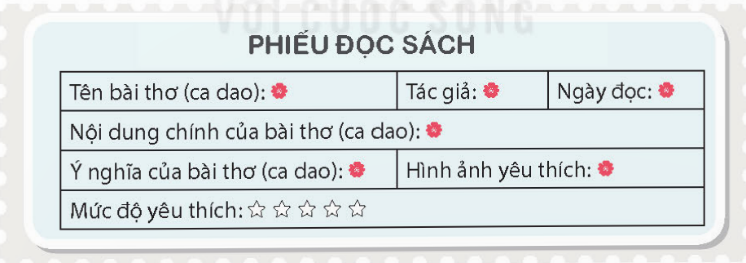 VỚI CUỘC SỐNG
PHIẾU ĐỌC SÁCH
Tên bài thơ (ca dao): Tác giả: Ngày đọc:
Nội dung chính của bài thơ (ca dao):
Ý nghĩa của bài thơ (ca dao): Hình ảnh yêu thích:
Mức độ yêu thích: ☆ ☆ ☆ ☆ ☆